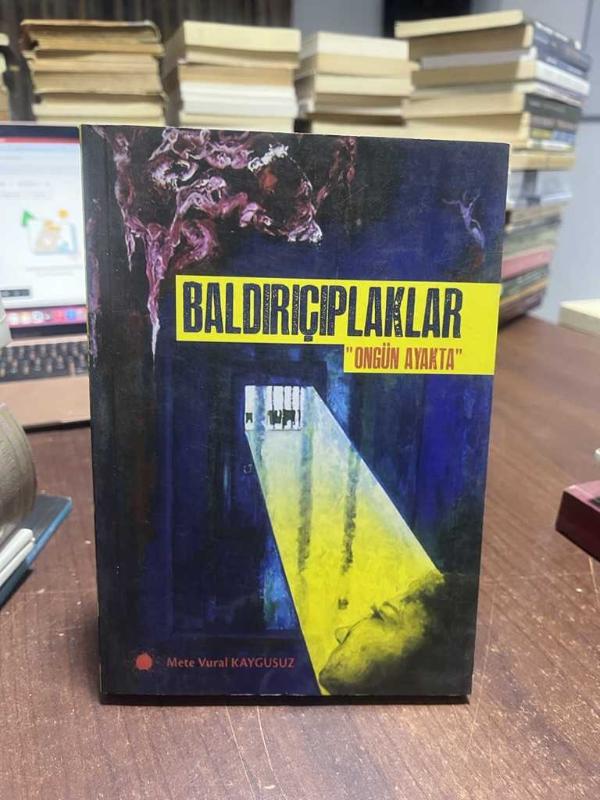 BALDIRIÇIPLAKLAR
"ONGÜN AYAKTA"
Mete Vural KAYGUSUZ